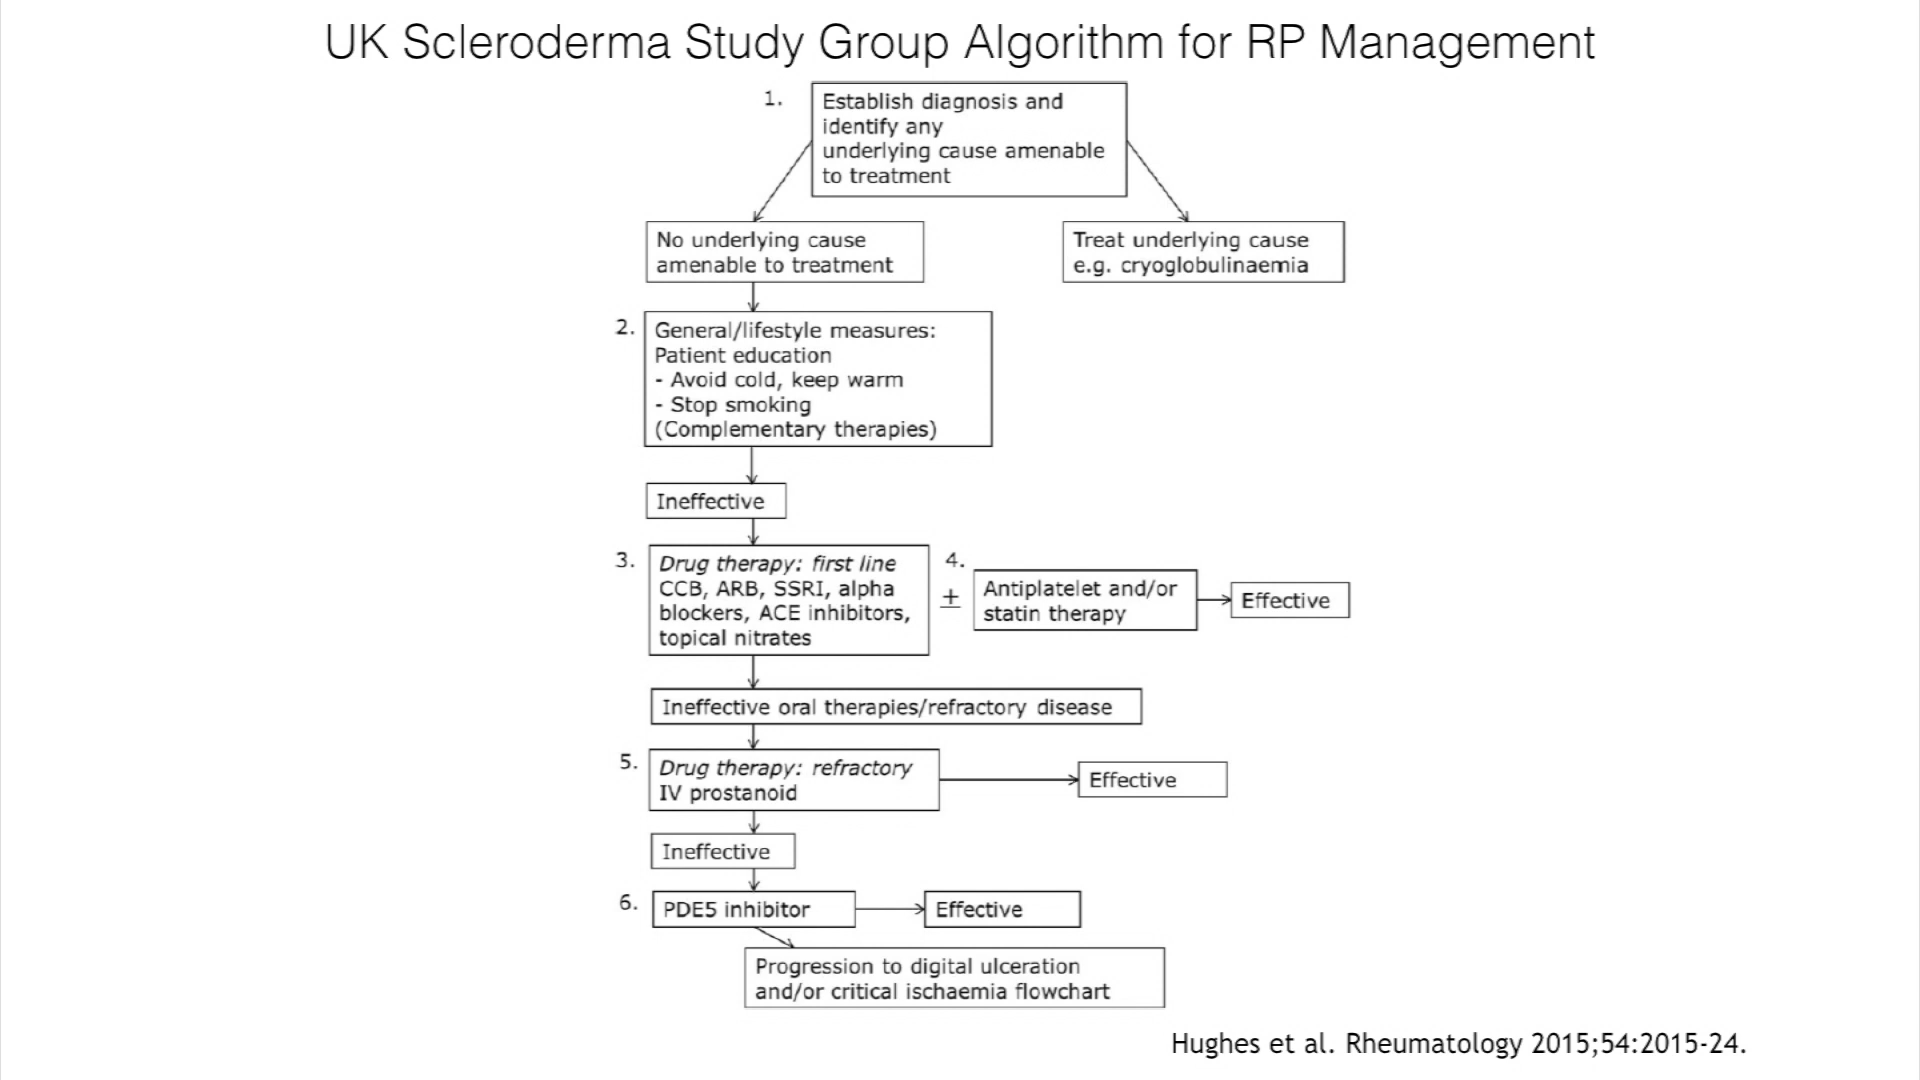 UK Scleroderma Study Group Algorithm for RP Management
1.
Establish diagnosis and
identify any
underlying cause amenable
to treatment
No underlying cause
amenable to treatment
Treat underlying cause
e.g. cryoglobulinaemia
2.
General/lifestyle measures:
Patient education
- Avoid cold, keep warm
- Stop smoking
(Complementary therapies)
Ineffective
3.
Drug therapy: first line
CCB, ARB, SSRI, alpha
blockers, ACE inhibitors,
topical nitrates
4.
±
Antiplatelet and/or
statin therapy
Effective
Ineffective oral therapies/refractory disease
5.
Drug therapy: refractory
IV prostanoid
Effective
Ineffective
6.
PDE5 inhibitor
Effective
Progression to digital ulceration
and/or critical ischaemia flowchart
Hughes et al. Rheumatology 2015;54:2015-24.